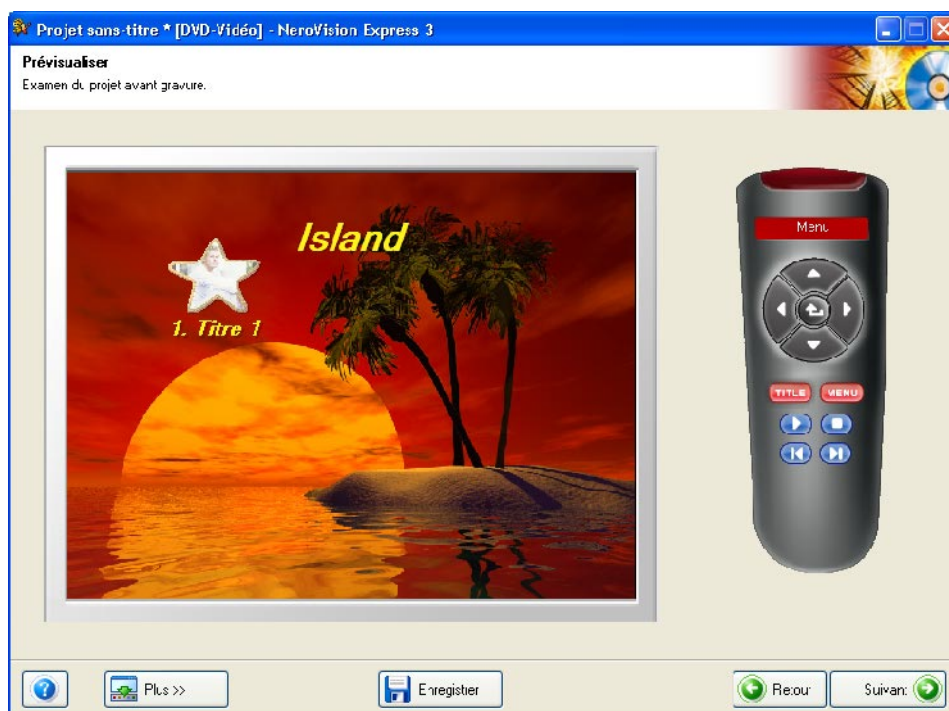 Projet sans-titre * [DVD-Vidéo] - NeroVision Express 3
Prévisualiser
Examen du projet avant gravure.
Island
1. Titre 1
Menu
TITLE MENU
Plus >>
Enregistrer
Retour
Suivant